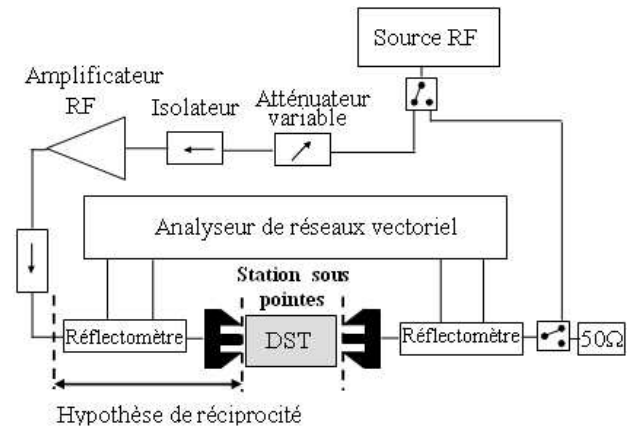 Source RF
Amplificateur
RF
Isolateur
Atténuateur
variable
Analyseur de réseaux vectoriel
Station sous
pointes
Réflectomètre
DST
Réflectomètre
50Ω
Hypothèse de réciprocité